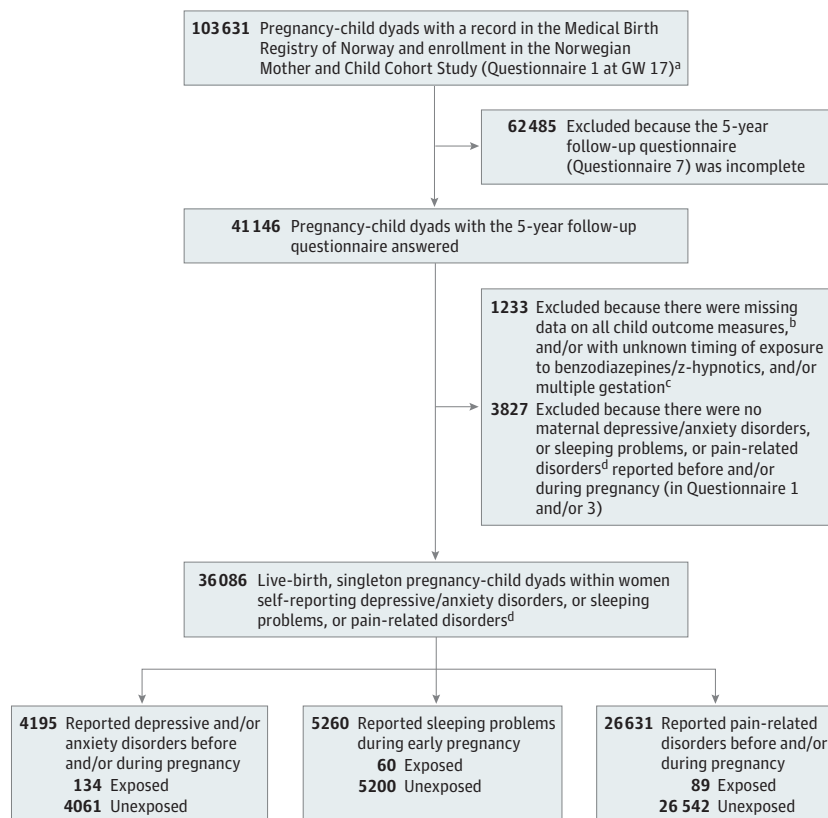 103 631 Pregnancy-child dyads with a record in the Medical Birth
Registry of Norway and enrollment in the Norwegian
Mother and Child Cohort Study (Questionnaire 1 at GW 17)a
62 485 Excluded because the 5-year
follow-up questionnaire
(Questionnaire 7) was incomplete
41 146 Pregnancy-child dyads with the 5-year follow-up
questionnaire answered
1233 Excluded because there were missing
data on all child outcome measures,b
and/or with unknown timing of exposure
to benzodiazepines/z-hypnotics, and/or
multiple gestationc
3827 Excluded because there were no
maternal depressive/anxiety disorders,
or sleeping problems, or pain-related
disordersd reported before and/or
during pregnancy (in Questionnaire 1
and/or 3)
36 086 Live-birth, singleton pregnancy-child dyads within women
self-reporting depressive/anxiety disorders, or sleeping
problems, or pain-related disordersd
4195 Reported depressive and/or
anxiety disorders before
and/or during pregnancy
134 Exposed
4061 Unexposed
5260 Reported sleeping problems
during early pregnancy
60 Exposed
5200 Unexposed
26 631 Reported pain-related
disorders before and/or
during pregnancy
89 Exposed
26 542 Unexposed